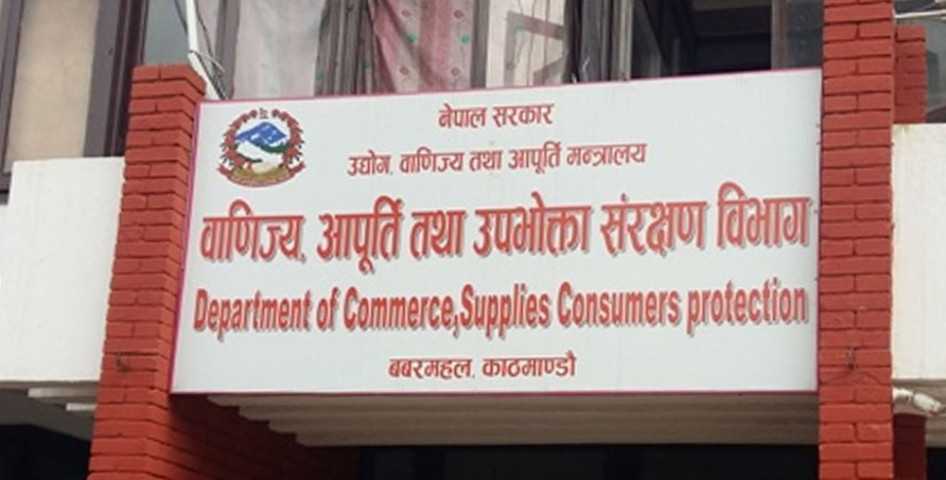 नेपाल सरकार
उद्योग, वाणिज्य तथा आपूर्ति मन्त्रालय
वाणिज्य, आपूर्ति तथा उपभोक्ता संरक्षण विभाग
Department of Commerce,Supplies Consumers protection
बबरमहल, काठमाण्डौ